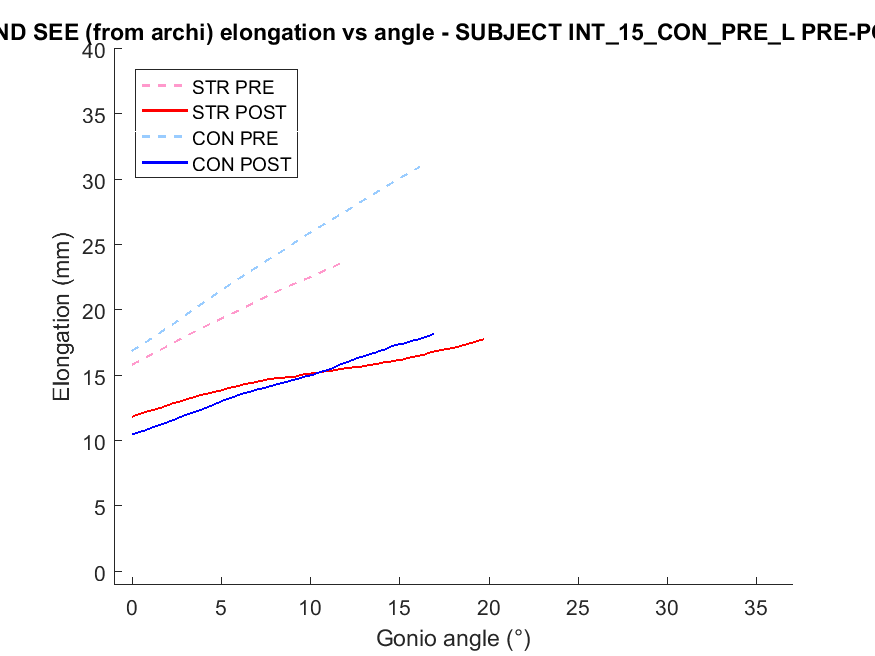 ND SEE (from archi) elongation vs angle - SUBJECT INT_15_CON_PRE_L PRE-PO
40
35
30
25
20
15
10
5
0
Elongation (mm)
STR PRE
STR POST
CON PRE
CON POST
0 5 10 15 20 25 30 35
Gonio angle (°)